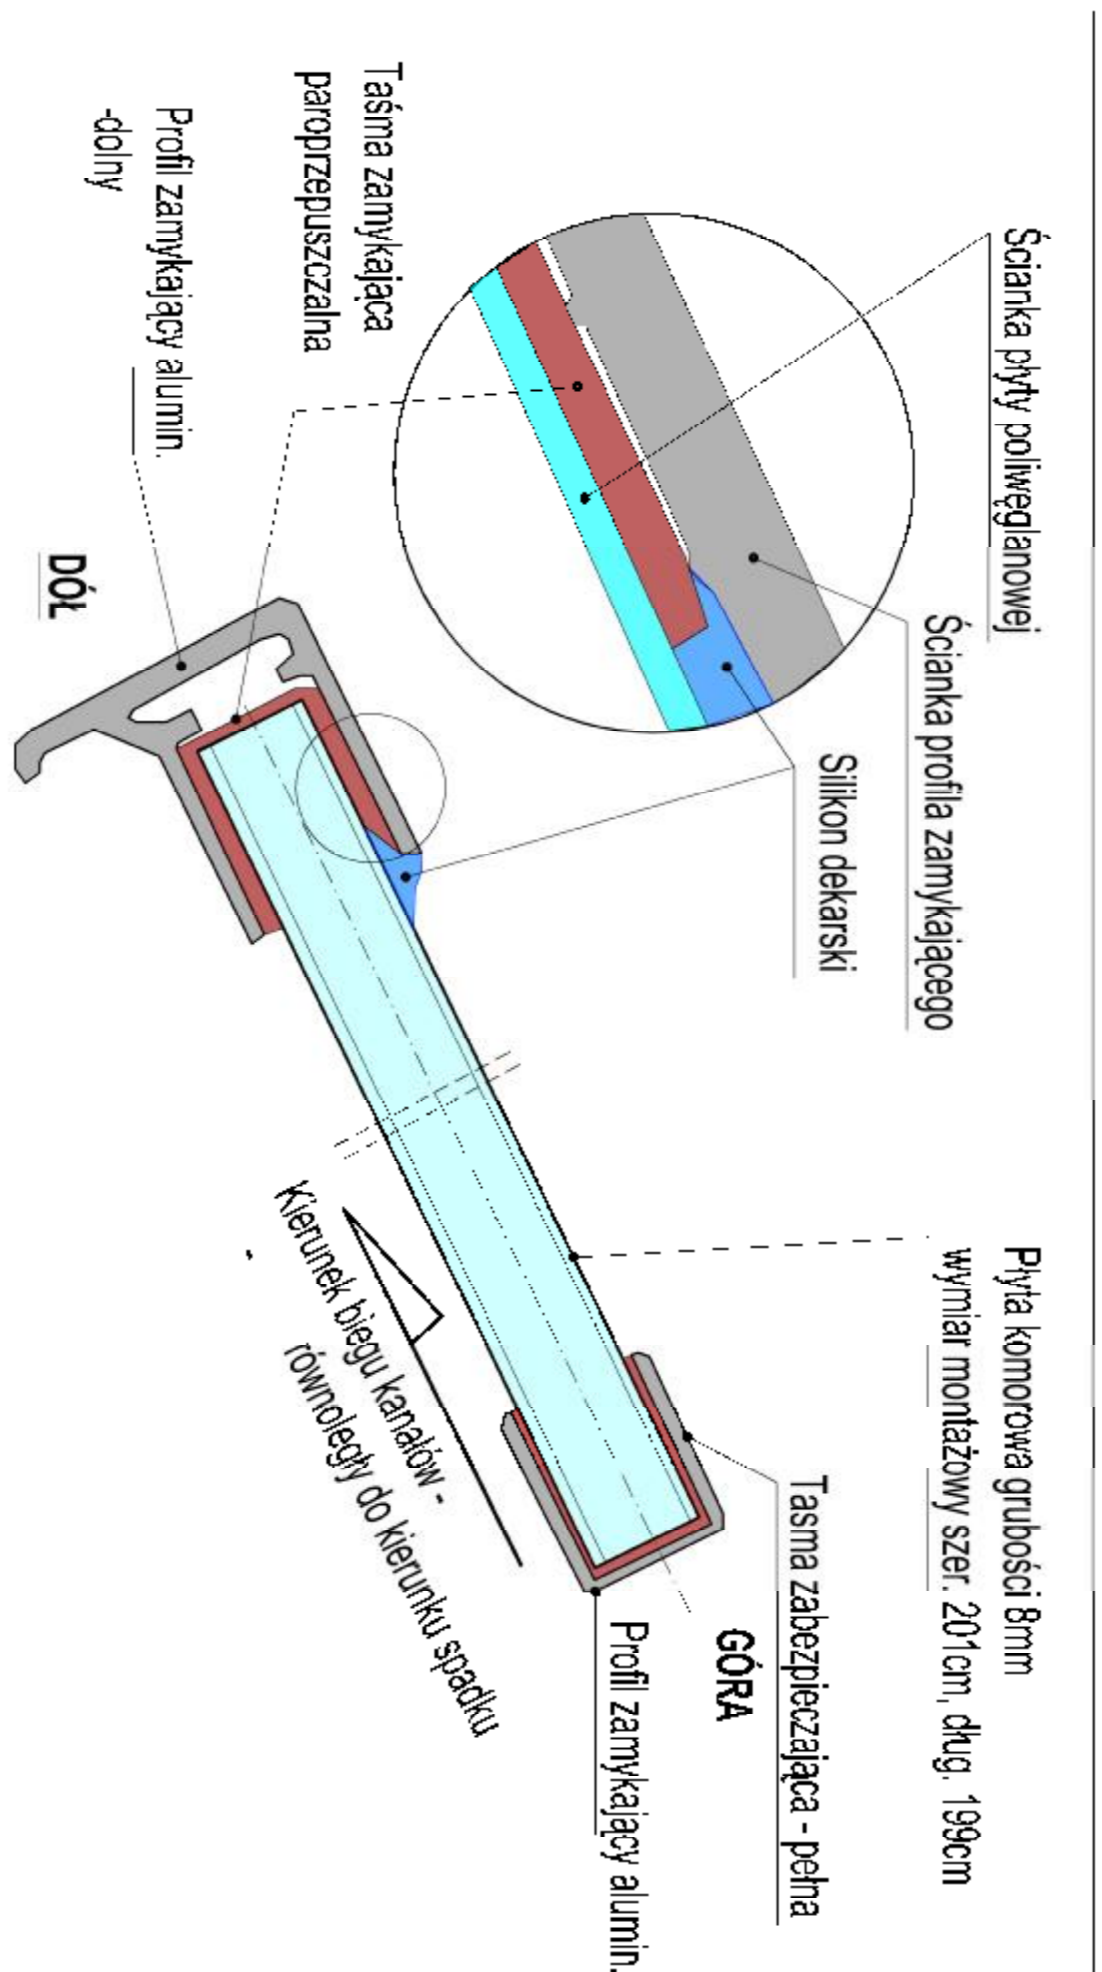 Ścianka płyty poliwęglanowej
Ścianka profila zamykającego
Silikon dekarski
Taśma zamykająca
paroprzepuszczalna
Profil zamykający alumin.
-dolny
DÓŁ
Płyta komorowa grubości 8mm
wymiar montażowy szer. 201cm, dług. 199cm
Tasma zabezpieczająca - pełna
GÓRA
Profil zamykający alumin.
Kierunek biegu kanałów -
równoległy do kierunku spadku